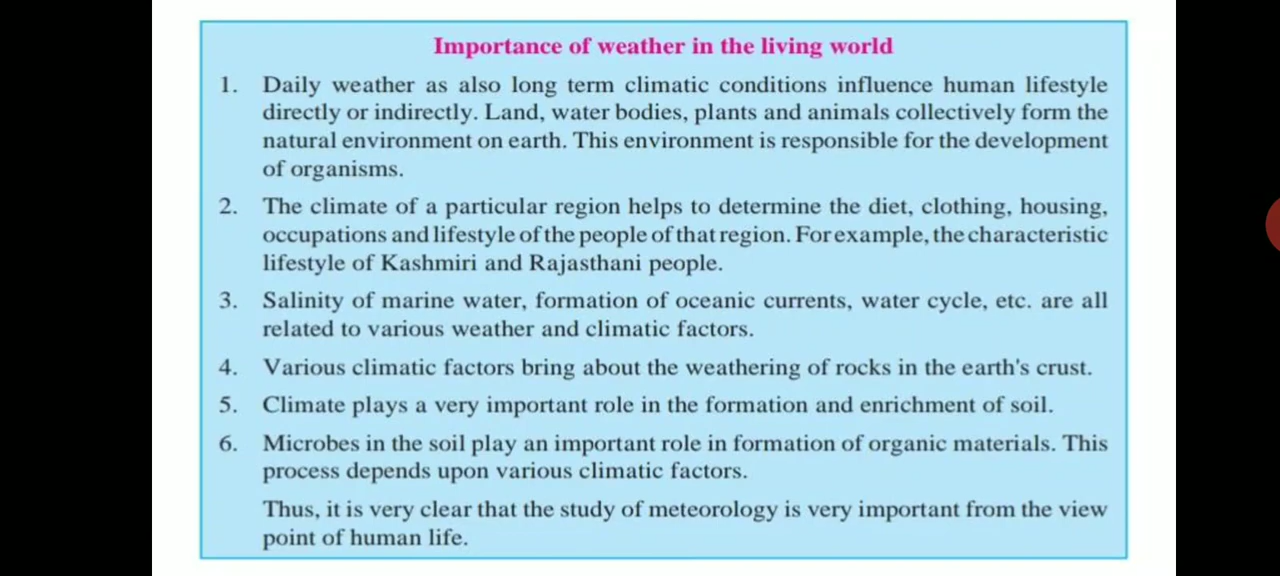 Importance of weather in the living world
1. Daily weather as also long term climatic conditions influence human lifestyle
directly or indirectly. Land, water bodies, plants and animals collectively form the
natural environment on earth. This environment is responsible for the development
of organisms.
2. The climate of a particular region helps to determine the diet, clothing, housing,
occupations and lifestyle of the people of that region. For example, the characteristic
lifestyle of Kashmiri and Rajasthani people.
3. Salinity of marine water, formation of oceanic currents, water cycle, etc. are all
related to various weather and climatic factors.
4. Various climatic factors bring about the weathering of rocks in the earth's crust.
5. Climate plays a very important role in the formation and enrichment of soil.
6. Microbes in the soil play an important role in formation of organic materials. This
process depends upon various climatic factors.
Thus, it is very clear that the study of meteorology is very important from the view
point of human life.